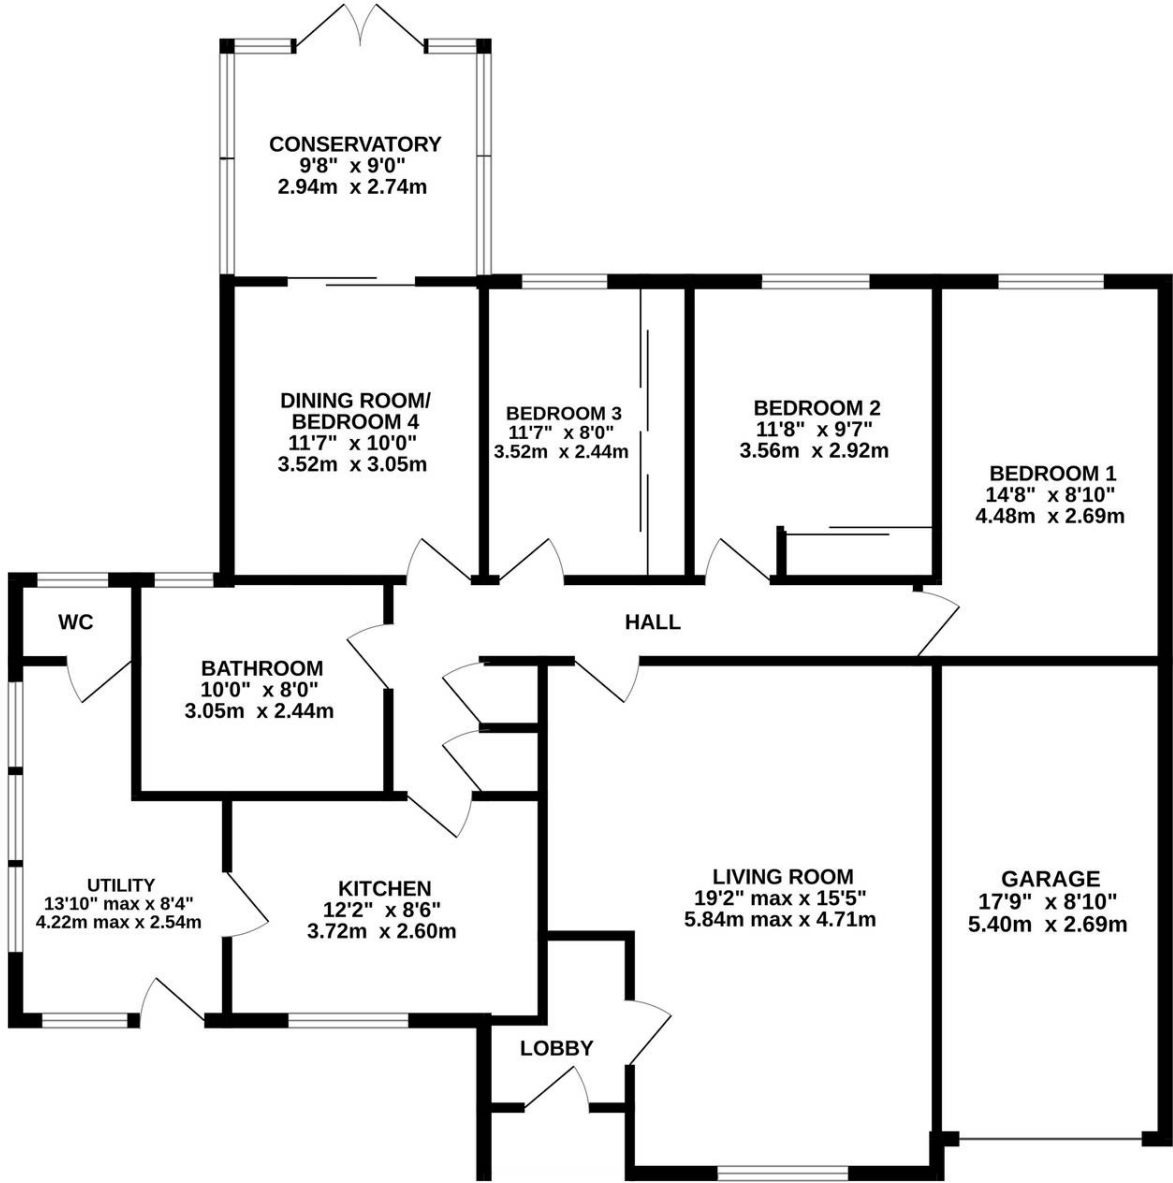 CONSERVATORY
9'8" x 9'0"
2.94m x 2.74m
DINING ROOM/
BEDROOM 4
11'7" x 10'0"
3.52m x 3.05m
BEDROOM 3
11'7" x 8'0"
3.52m x 2.44m
BEDROOM 2
11'8" x 9'7"
3.56m x 2.92m
BEDROOM 1
14'8" x 8'10"
4.48m x 2.69m
WC
HALL
BATHROOM
10'0" x 8'0"
3.05m x 2.44m
UTILITY
13'10" max x 8'4"
4.22m max x 2.54m
KITCHEN
12'2" x 8'6"
3.72m x 2.60m
LIVING ROOM
19'2" max x 15'5"
5.84m max x 4.71m
GARAGE
17'9" x 8'10"
5.40m x 2.69m
LOBBY